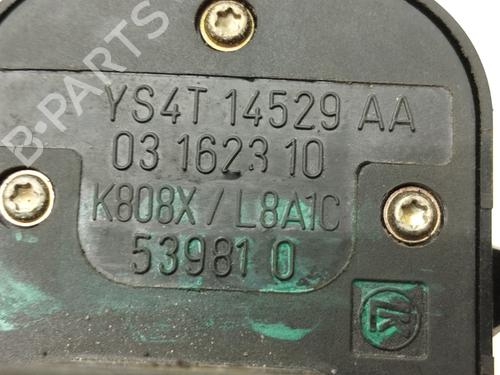 B-PARTS
YS4T 14529 AA
03 1623 10
K808X / L8A1C
53981 0